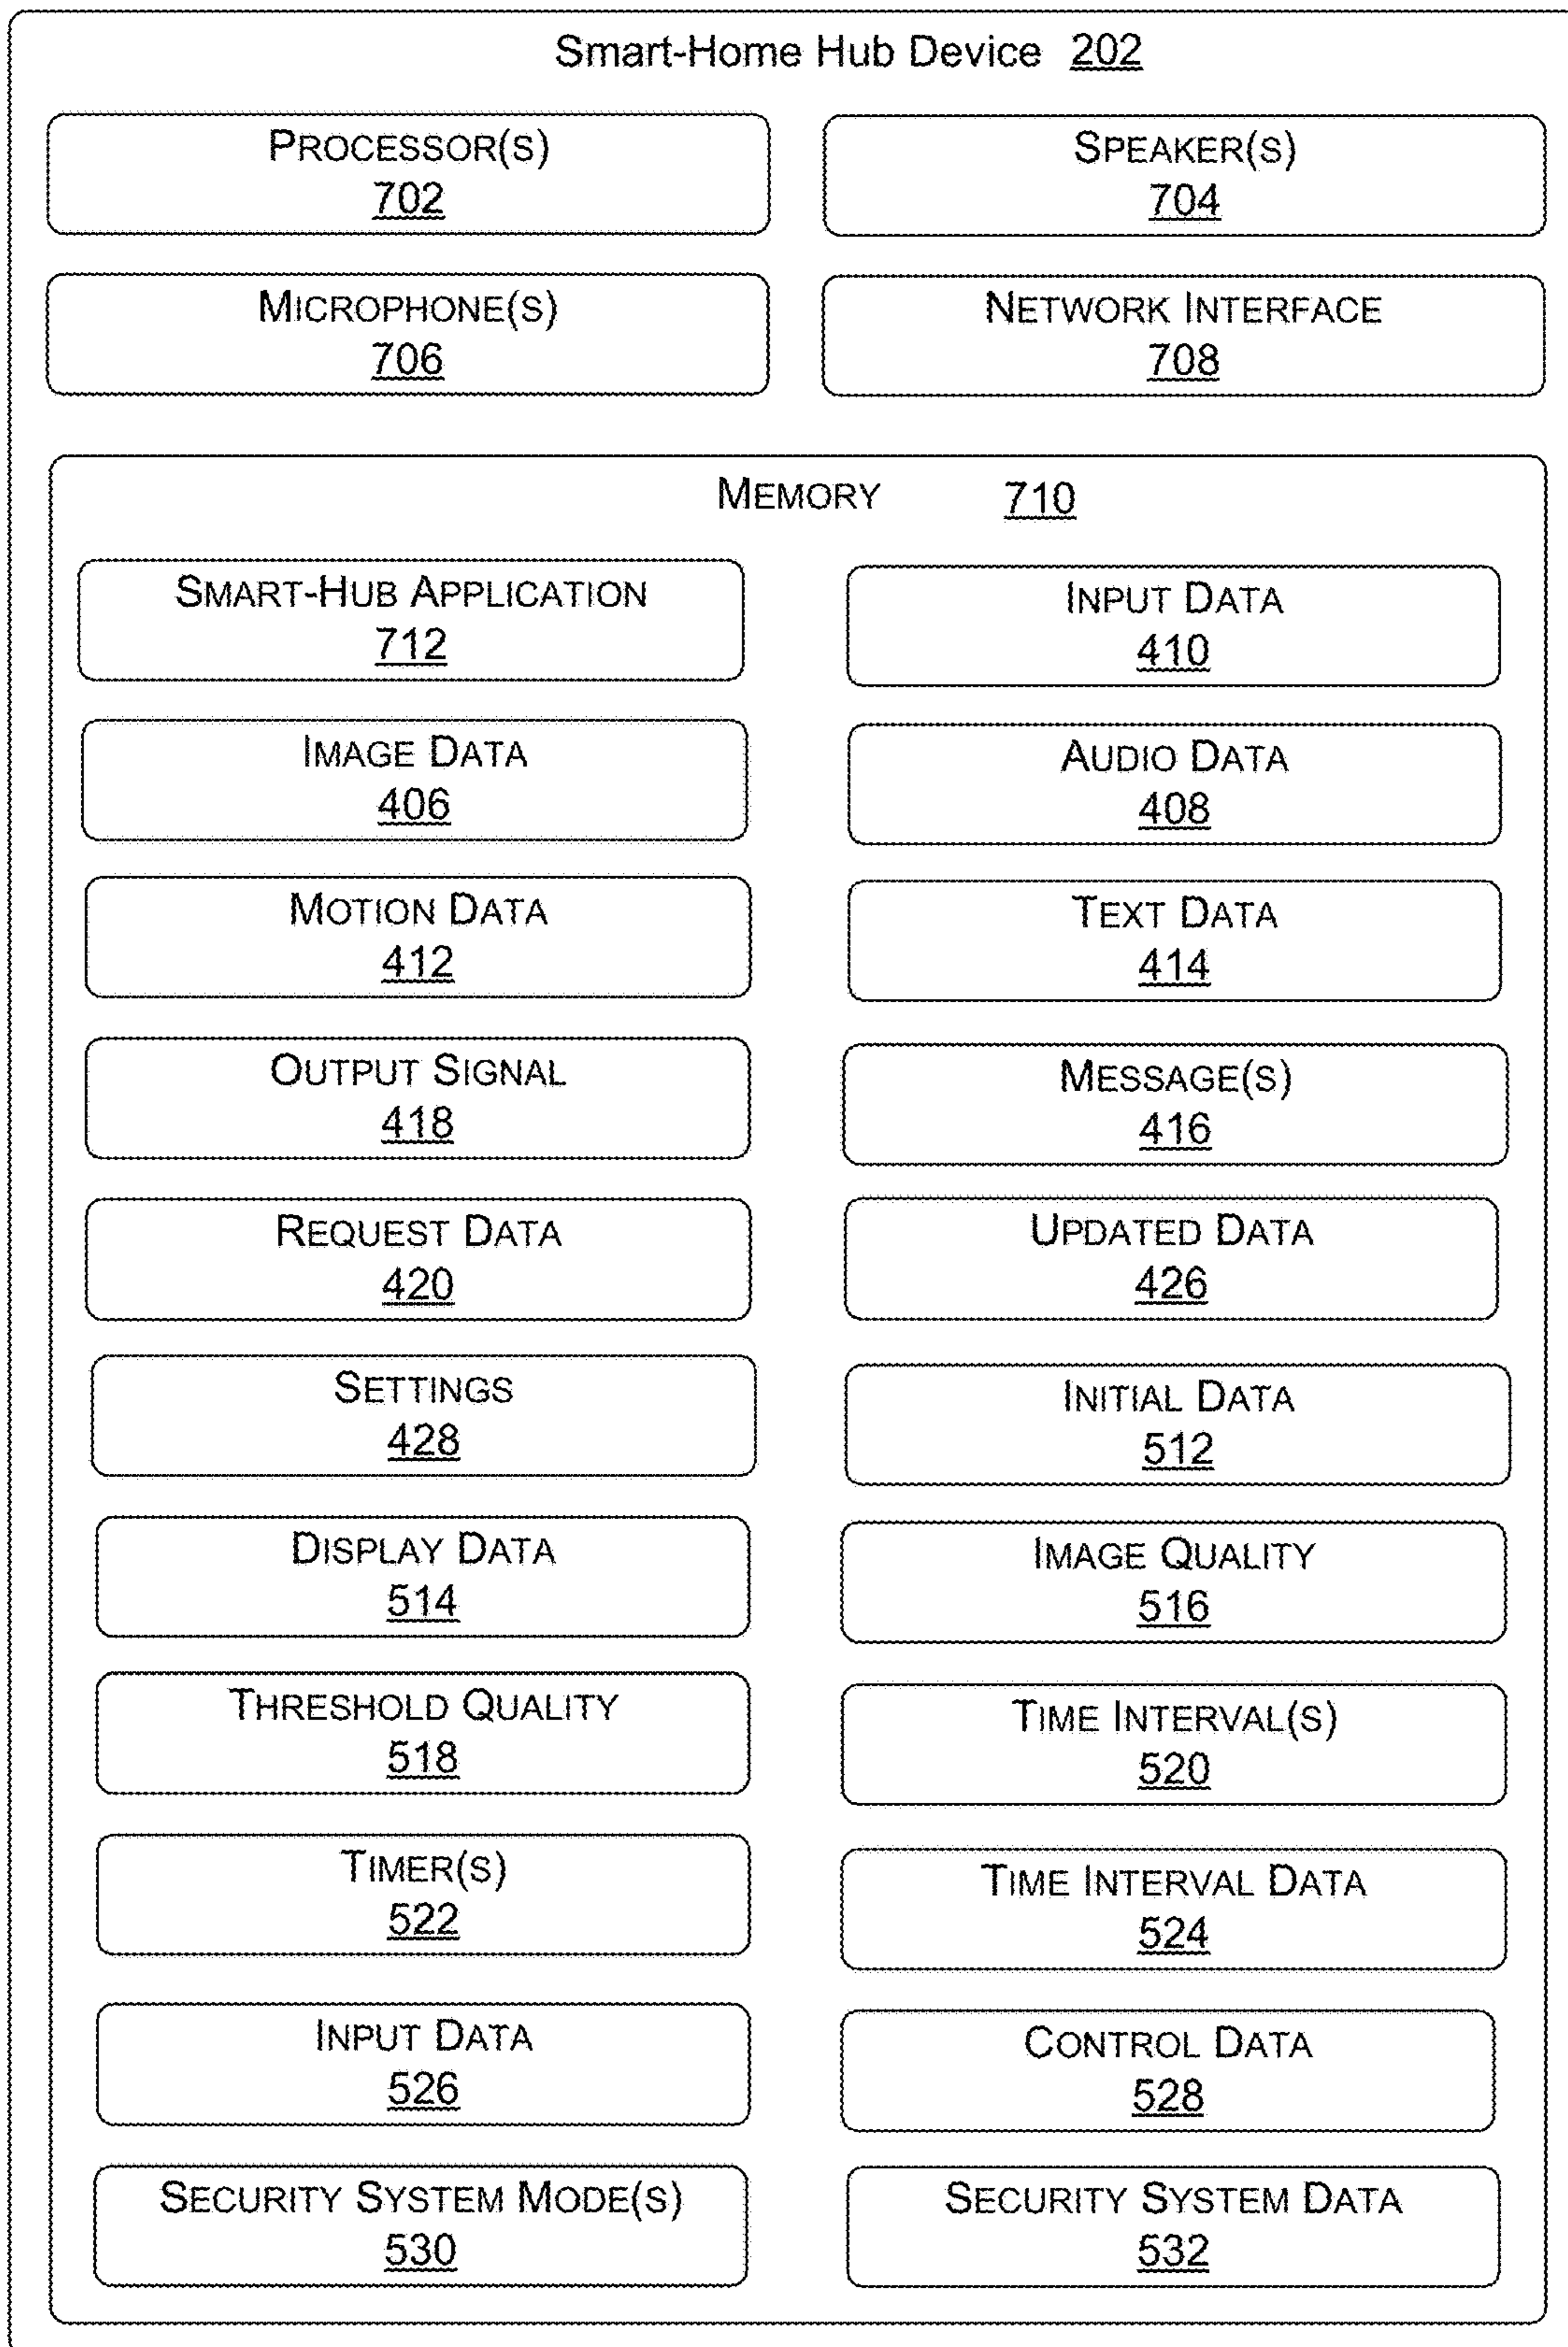 Smart-Home Hub Device 202
PROCESSOR(S)
702
SPEAKER(S)
704
MICROPHONE(S)
706
NETWORK INTERFACE
708
MEMORY 710
SMART-HUB APPLICATION
712
INPUT DATA
410
IMAGE DATA
406
AUDIO DATA
408
MOTION DATA
412
TEXT DATA
414
OUTPUT SIGNAL
418
MESSAGE(S)
416
REQUEST DATA
420
UPDATED DATA
426
SETTINGS
428
INITIAL DATA
512
DISPLAY DATA
514
IMAGE QUALITY
516
THRESHOLD QUALITY
518
TIME INTERVAL(S)
520
TIMER(S)
522
TIME INTERVAL DATA
524
INPUT DATA
526
CONTROL DATA
528
SECURITY SYSTEM MODE(S)
530
SECURITY SYSTEM DATA
532